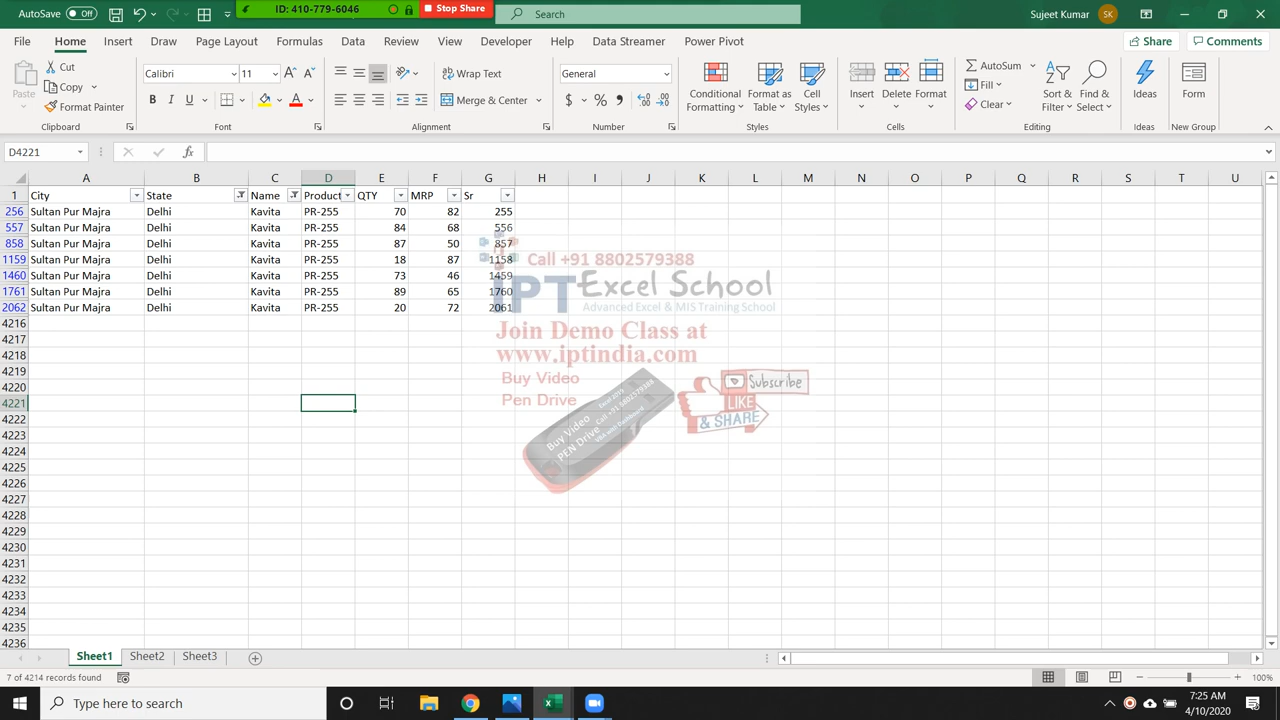 AutoSave Off
ID: 410-779-6046
Stop Share
Search
Sujeet Kumar
SK
File Home Insert Draw Page Layout Formulas Data Review View Developer Help Data Streamer Power Pivot
Share
Comments
Paste
Cut
Copy
Format Painter
Clipboard
Calibri
11
B I U
Font
Wrap Text
Merge & Center
Alignment
General
$ % ,
Number
Conditional Formatting
Format as Table
Cell Styles
Styles
Insert
Delete
Format
Cells
AutoSum
Fill
Clear
Sort & Filter
Find & Select
Editing
Ideas
Ideas
Form
New Group
D4221
fx
A B C D E F G H I J K L M N O P Q R S T U
1 City State Name Product QTY MRP Sr
256 Sultan Pur Majra Delhi Kavita PR-255 70 82 255
557 Sultan Pur Majra Delhi Kavita PR-255 84 68 556
858 Sultan Pur Majra Delhi Kavita PR-255 87 50 857
1159 Sultan Pur Majra Delhi Kavita PR-255 18 87 1158
1460 Sultan Pur Majra Delhi Kavita PR-255 73 46 1459
1761 Sultan Pur Majra Delhi Kavita PR-255 89 65 1760
2062 Sultan Pur Majra Delhi Kavita PR-255 20 72 2061
4216
4217
4218
4219
4220
4221
4222
4223
4224
4225
4226
4227
4228
4229
4230
4231
4232
4233
4234
4235
4236
Call +91 8802579388
IPT Excel School
Advanced Excel & MIS Training School
Join Demo Class at
www.iptindia.com
Buy Video
Pen Drive
Buy Video
PEN Drive
Call +91 8802579388
Subscribe
LIKE
& SHARE
Sheet1 Sheet2 Sheet3
7 of 4214 records found
100%
Type here to search
7:25 AM
4/10/2020